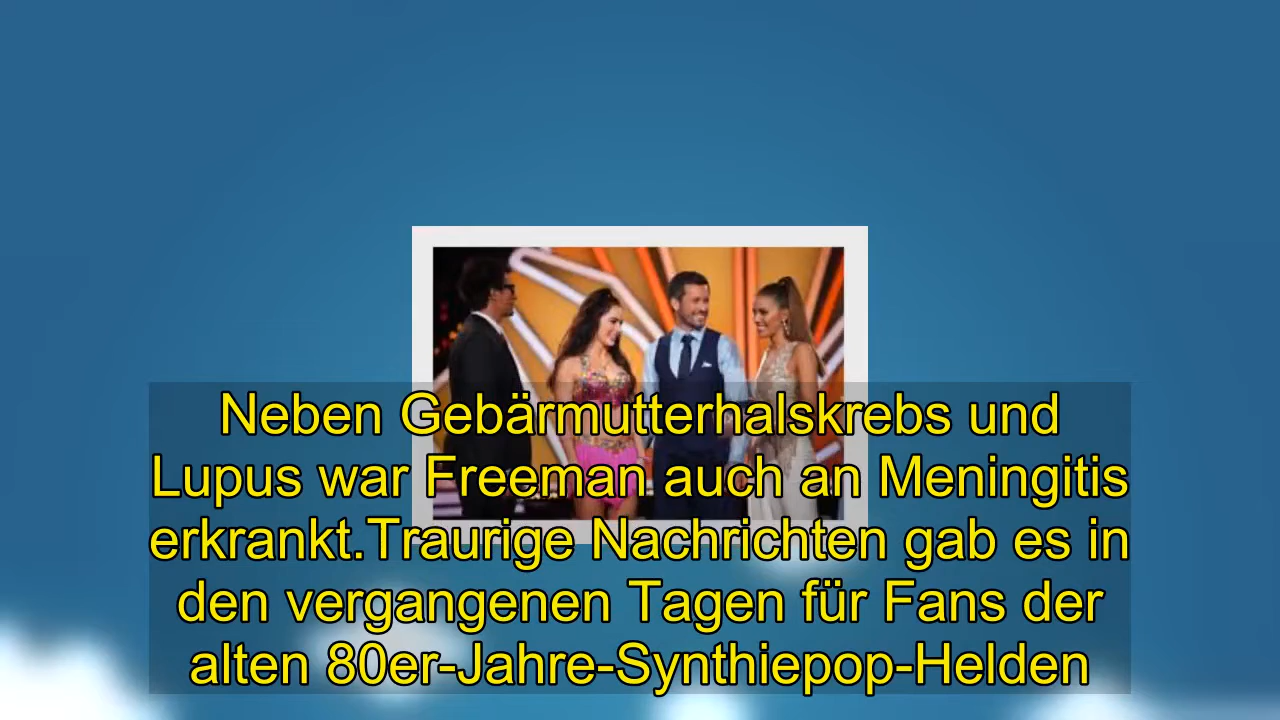 Neben Gebärmutterhalskrebs und
Lupus war Freeman auch an Meningitis
erkrankt.Traurige Nachrichten gab es in
den vergangenen Tagen für Fans der
alten 80er-Jahre-Synthiepop-Helden